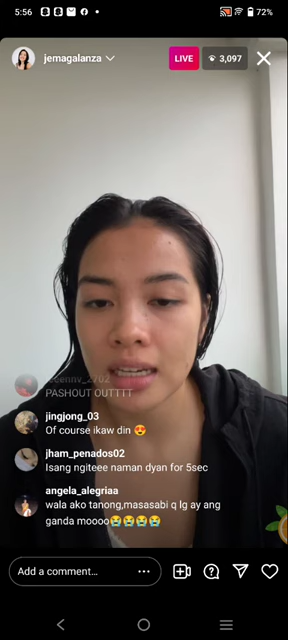 5:56
72%
jemagalanza
LIVE
3,097
PASHOUT OUTTTT
jingjong_03
Of course ikaw din 😍
jham_penados02
Isang ngiteee naman dyan for 5sec
angela_alegriaa
wala ako tanong,masasabi q lg ay ang
ganda moooo😭😭😭😭
Add a comment...